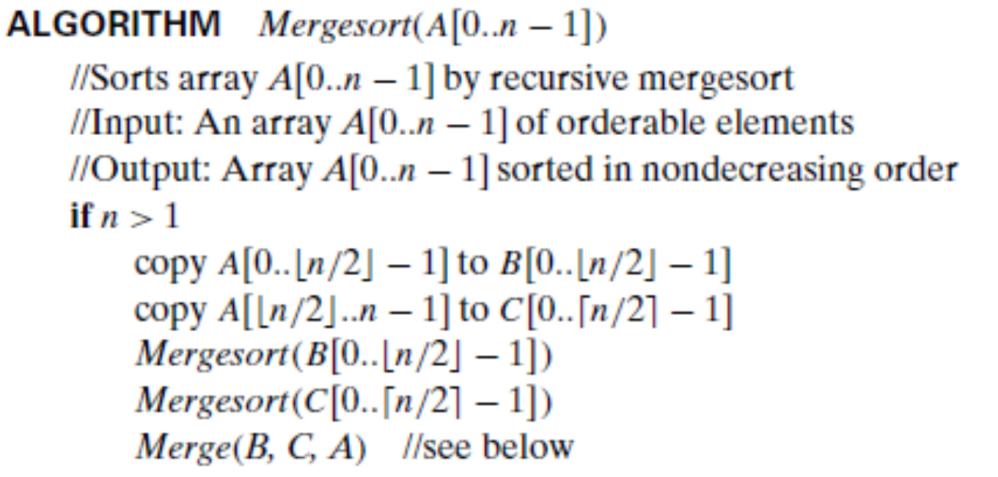 ALGORITHM Mergesort(A[0..n − 1])
//Sorts array A[0..n − 1] by recursive mergesort
//Input: An array A[0..n − 1] of orderable elements
//Output: Array A[0..n − 1] sorted in nondecreasing order
if n > 1
copy A[0..⌊n/2⌋ − 1] to B[0..⌊n/2⌋ − 1]
copy A[⌊n/2⌋..n − 1] to C[0..⌈n/2⌉ − 1]
Mergesort(B[0..⌊n/2⌋ − 1])
Mergesort(C[0..⌈n/2⌉ − 1])
Merge(B, C, A) //see below